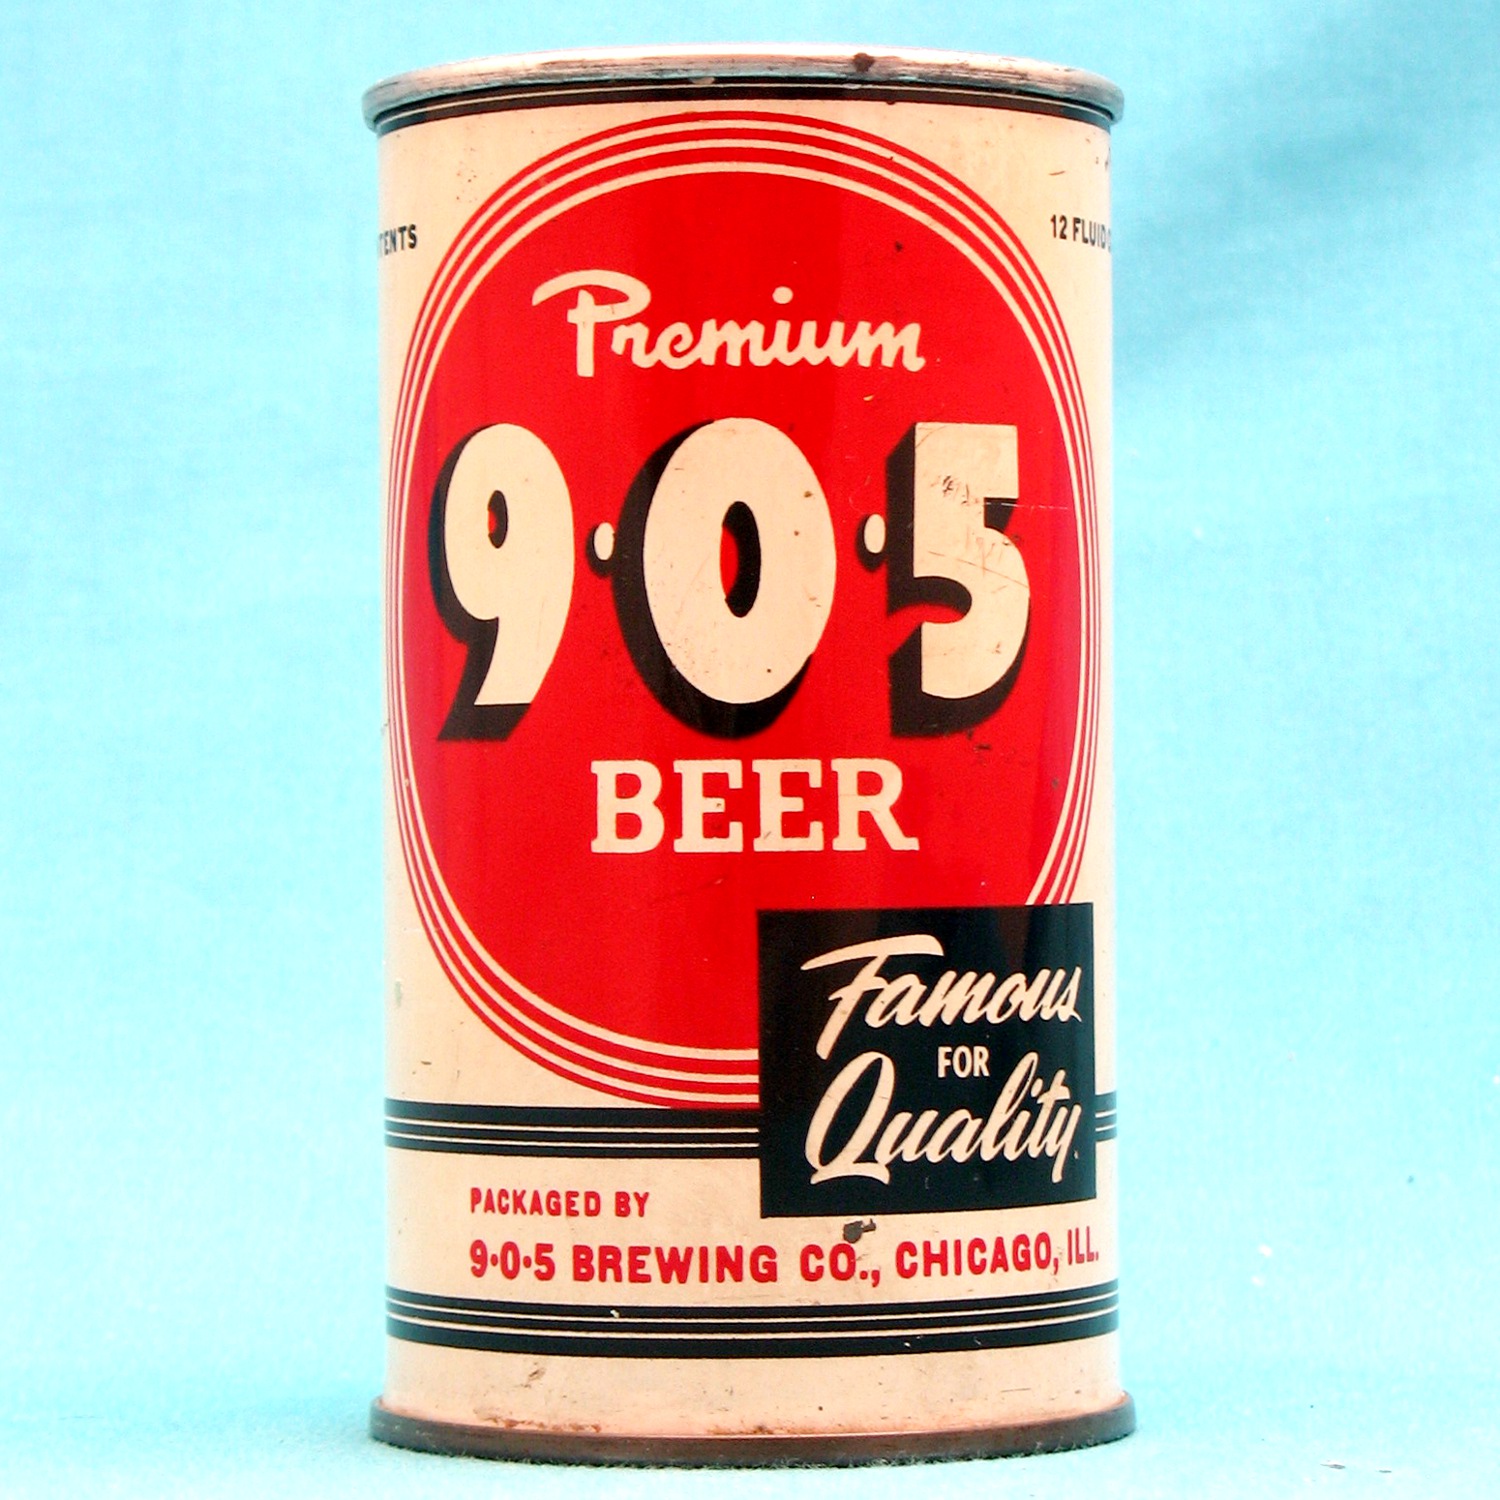 12 FLUID
Premium
9·0·5
BEER
Famous
FOR
Quality
PACKAGED BY
9·0·5 BREWING CO., CHICAGO, ILL.